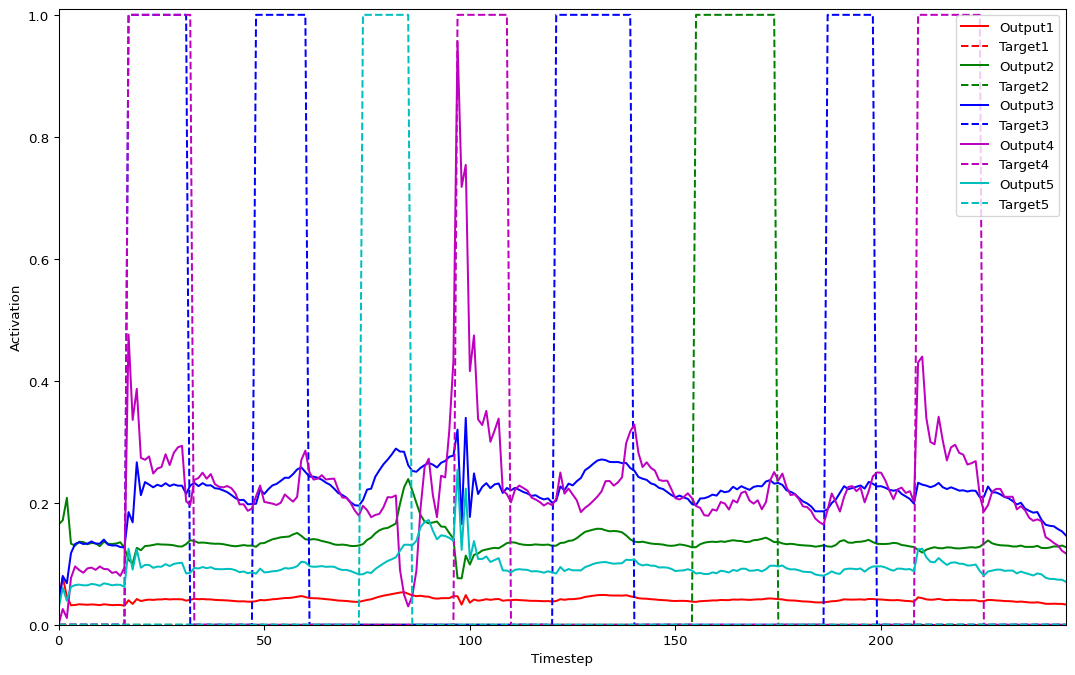 1.0
0.8
0.6
0.4
0.2
0.0
Activation
0
50
100
150
200
Timestep
Output1
Target1
Output2
Target2
Output3
Target3
Output4
Target4
Output5
Target5